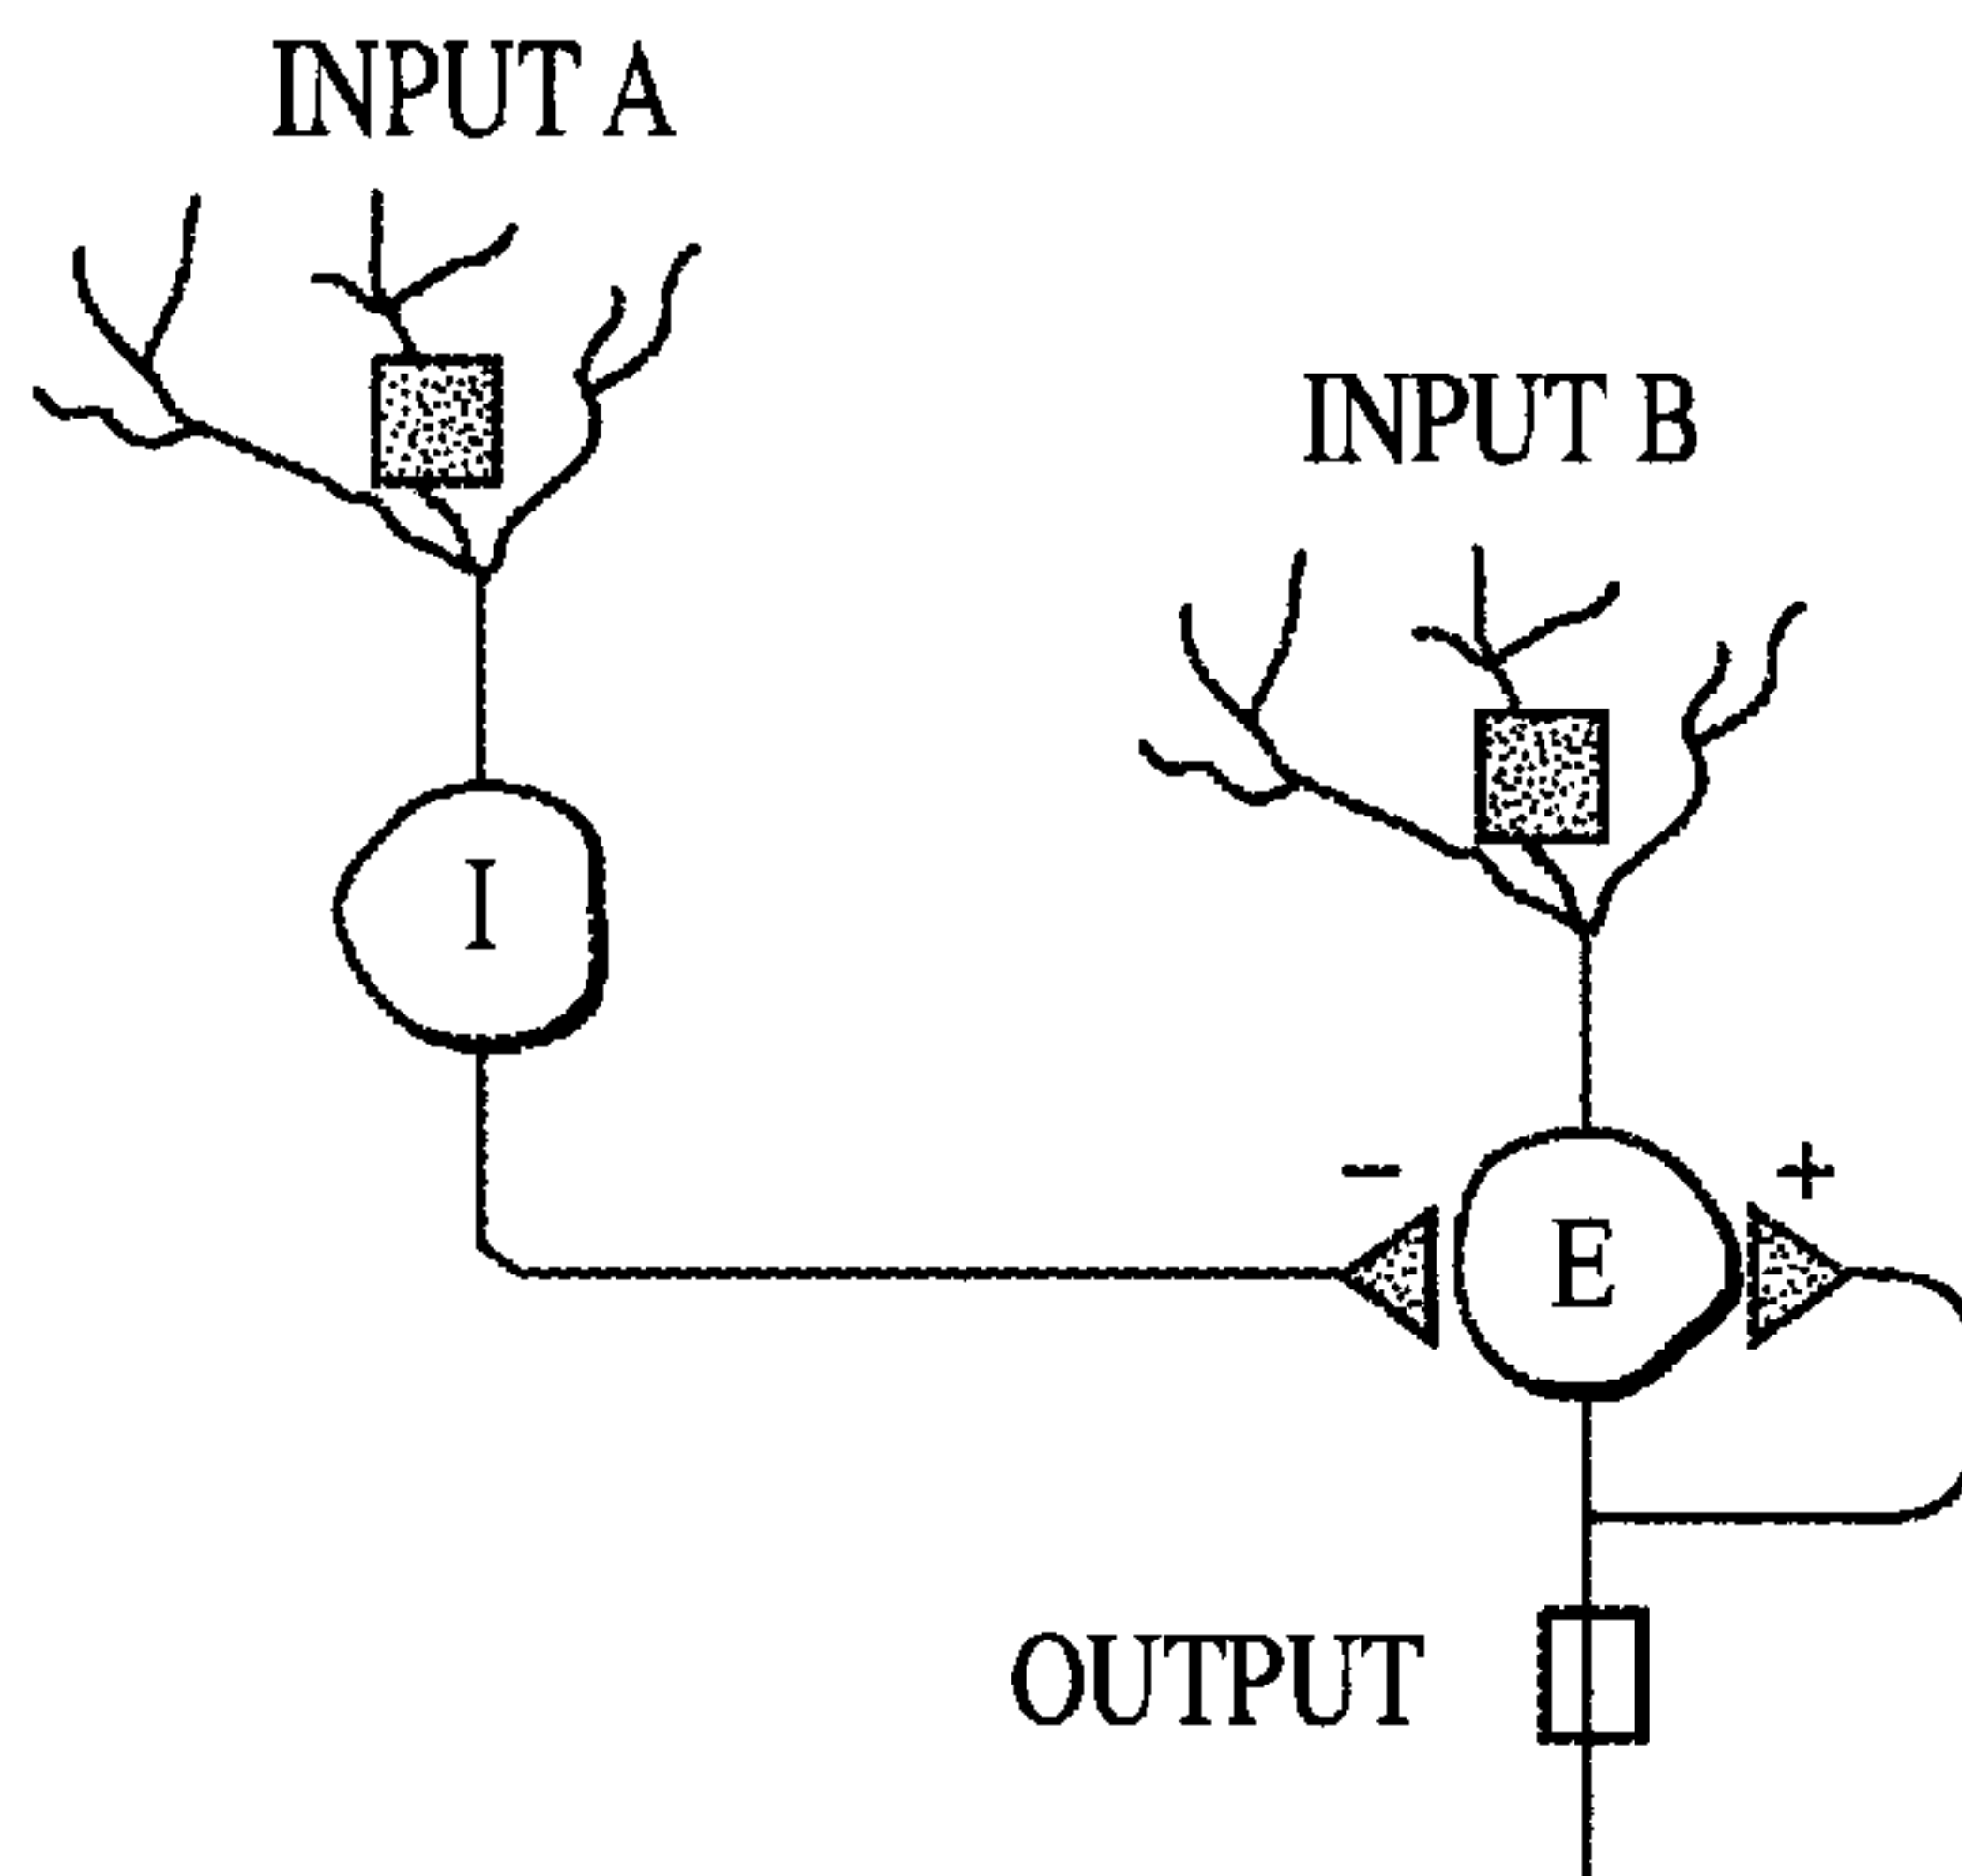 INPUT A
INPUT B
I
− +
E
OUTPUT